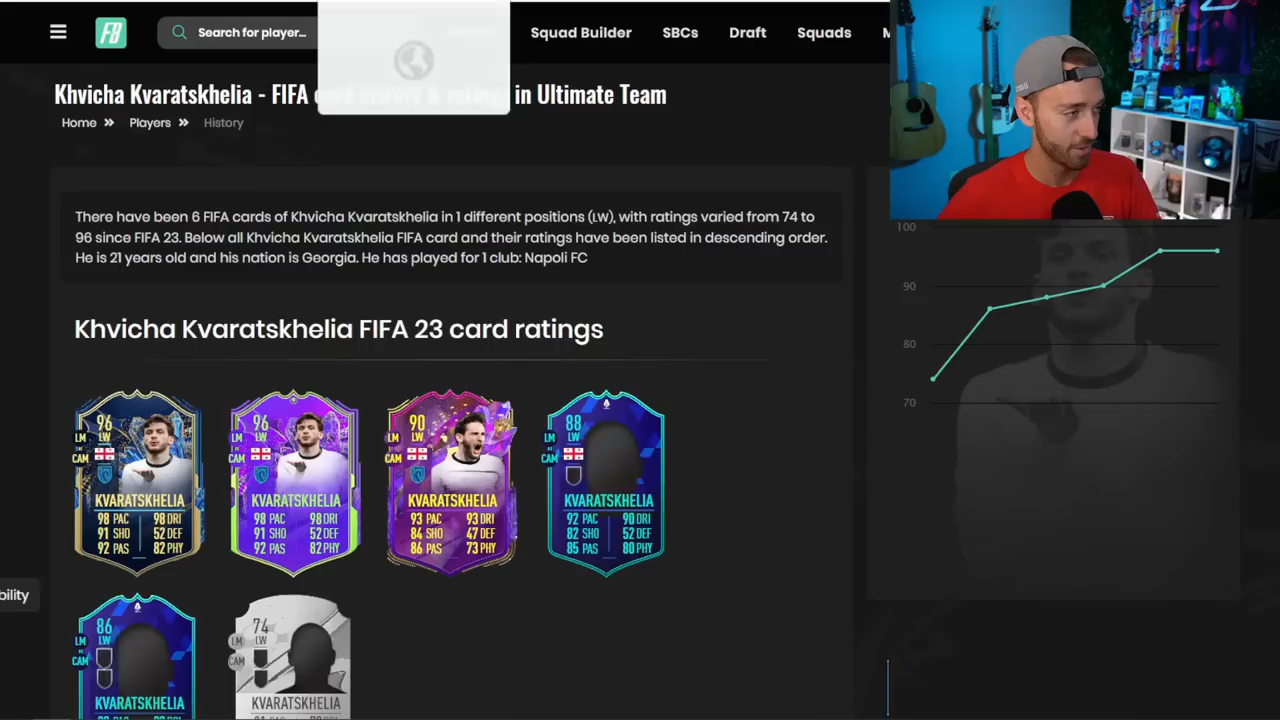 FB
Search for player...
Squad Builder
SBCs
Draft
Squads
Khvicha Kvaratskhelia - FIFA card history & ratings in Ultimate Team
Home » Players » History
There have been 6 FIFA cards of Khvicha Kvaratskhelia in 1 different positions (LW), with ratings varied from 74 to
96 since FIFA 23. Below all Khvicha Kvaratskhelia FIFA card and their ratings have been listed in descending order.
He is 21 years old and his nation is Georgia. He has played for 1 club: Napoli FC
100
90
80
70
Khvicha Kvaratskhelia FIFA 23 card ratings
96
LW
LM
CAM
KVARATSKHELIA
98 PAC 98 DRI
91 SHO 52 DEF
92 PAS 82 PHY
96
LW
LM
CAM
KVARATSKHELIA
98 PAC 98 DRI
91 SHO 52 DEF
92 PAS 82 PHY
90
LW
LM
CAM
KVARATSKHELIA
93 PAC 93 DRI
84 SHO 47 DEF
86 PAS 73 PHY
88
LW
LM
CAM
KVARATSKHELIA
92 PAC 90 DRI
82 SHO 52 DEF
85 PAS 80 PHY
bility
86
LW
LM
CAM
KVARATSKHELIA
74
LW
LM
CAM
KVARATSKHELIA